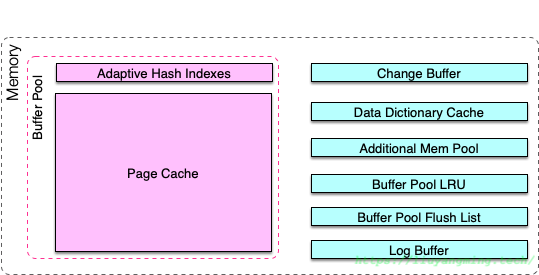 Memory
Buffer Pool
Adaptive Hash Indexes
Page Cache
Change Buffer
Data Dictionary Cache
Additional Mem Pool
Buffer Pool LRU
Buffer Pool Flush List
Log Buffer